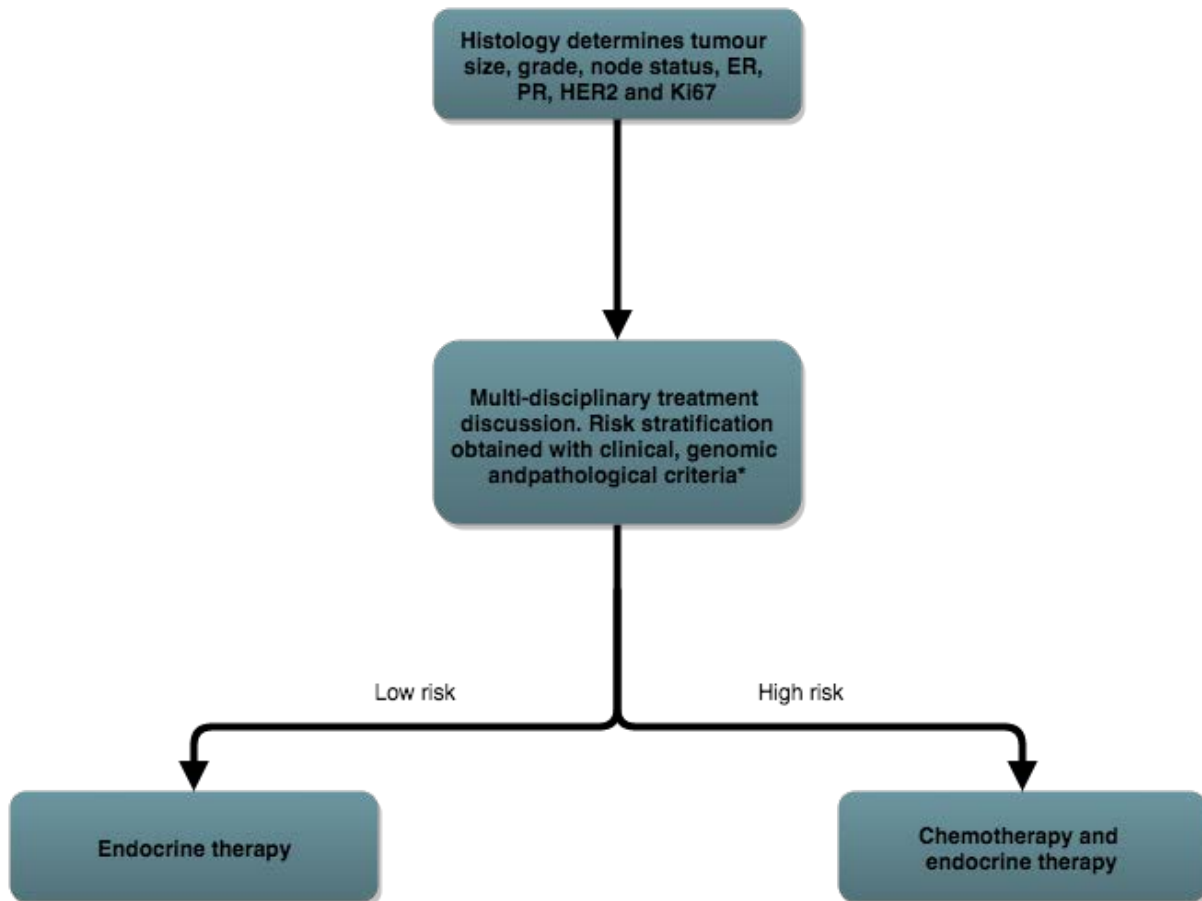 Histology determines tumour
size, grade, node status, ER,
PR, HER2 and Ki67
Multi-disciplinary treatment
discussion. Risk stratification
obtained with clinical, genomic
andpathological criteria*
Low risk
High risk
Endocrine therapy
Chemotherapy and
endocrine therapy